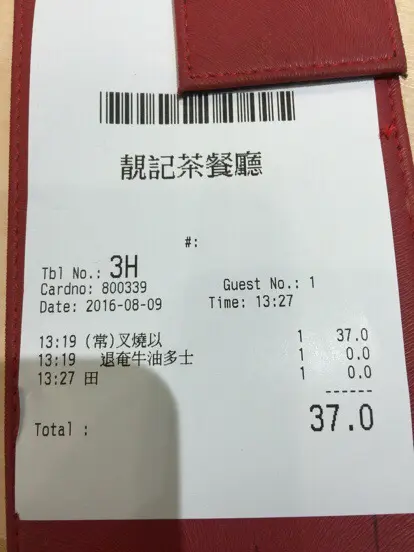 靚記茶餐廳
#:
Tbl No.: 3H
Cardno: 800339 Guest No.: 1
Date: 2016-08-09 Time: 13:27
13:19 (常)叉燒以 1 37.0
13:19 退奄牛油多士 1 0.0
13:27 田 1 0.0
------
Total : 37.0